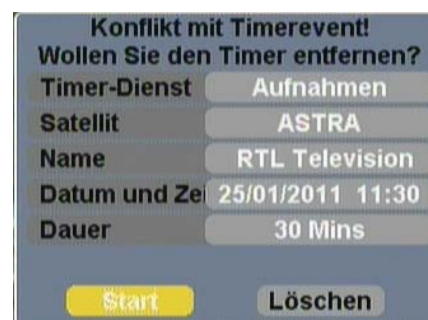 Konflikt mit Timerevent!
Wollen Sie den Timer entfernen?
Timer-Dienst Aufnahmen
Satellit ASTRA
Name RTL Television
Datum und Zei 25/01/2011 11:30
Dauer 30 Mins
Start Löschen